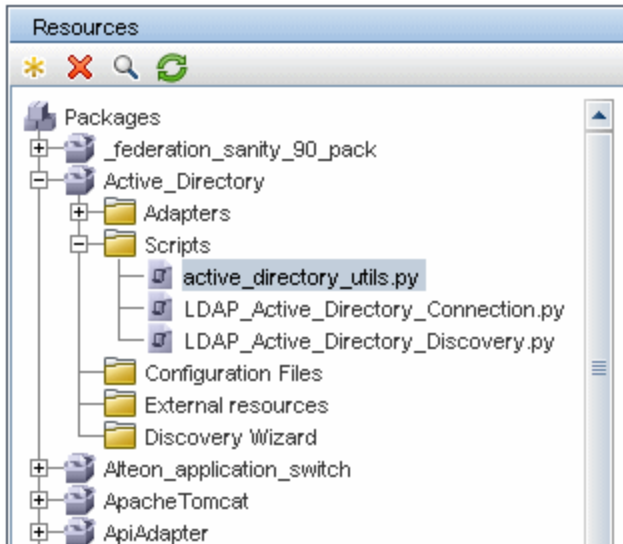 Resources
Packages
_federation_sanity_90_pack
Active_Directory
Adapters
Scripts
active_directory_utils.py
LDAP_Active_Directory_Connection.py
LDAP_Active_Directory_Discovery.py
Configuration Files
External resources
Discovery Wizard
Alteon_application_switch
ApacheTomcat
ApiAdapter